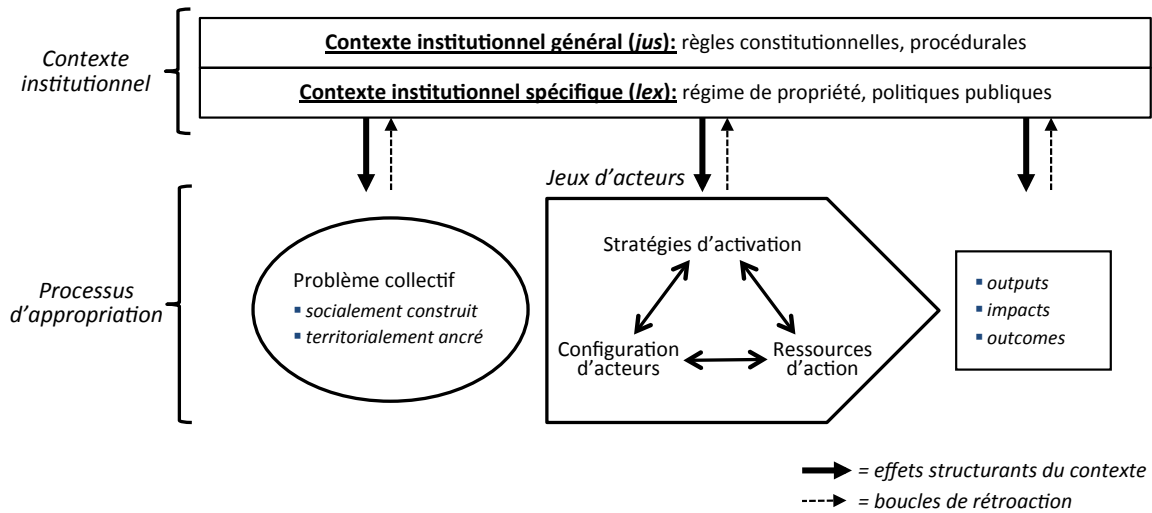 Contexte
institutionnel
Contexte institutionnel général (jus): règles constitutionnelles, procédurales
Contexte institutionnel spécifique (lex): régime de propriété, politiques publiques
Jeux d’acteurs
Processus
d’appropriation
Problème collectif
▪ socialement construit
▪ territorialement ancré
Stratégies d’activation
Configuration
d’acteurs
Ressources
d’action
▪ outputs
▪ impacts
▪ outcomes
= effets structurants du contexte
= boucles de rétroaction